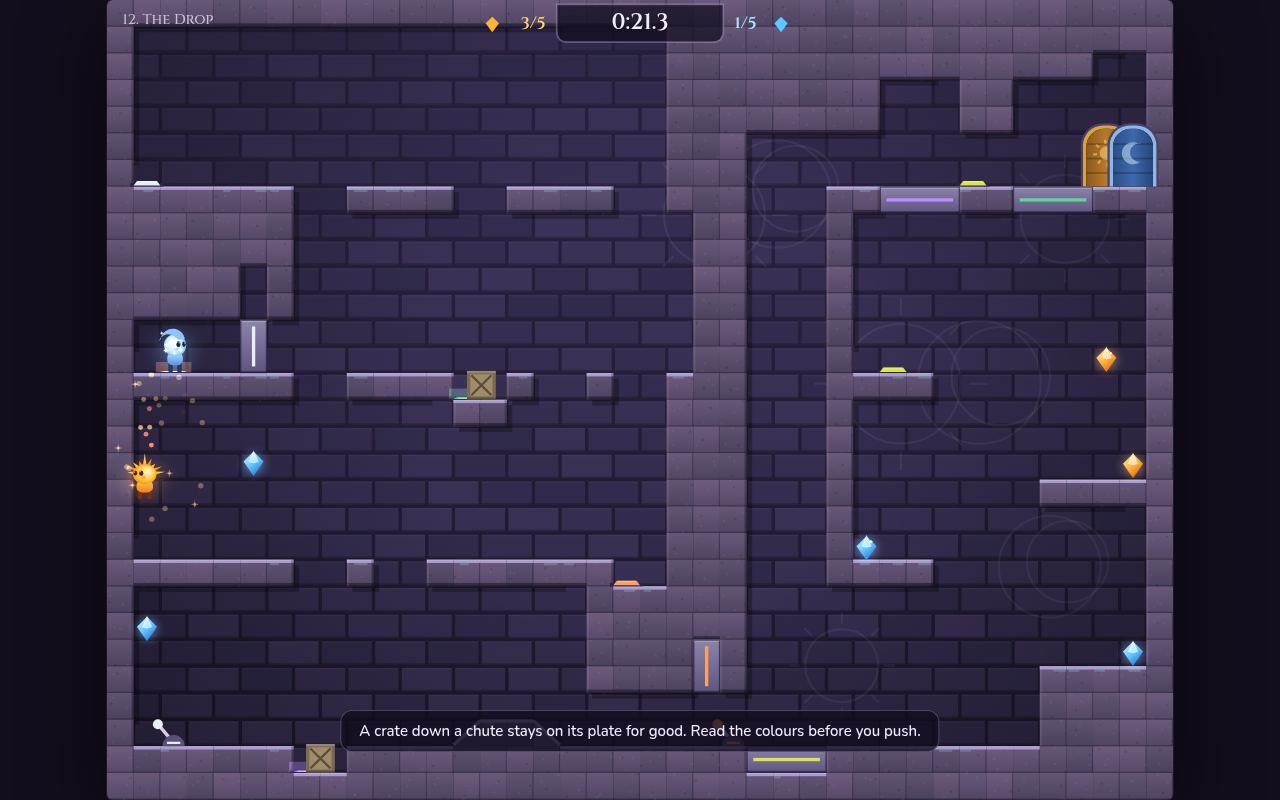 12. The Drop
3/5
0:21.3
1/5
A crate down a chute stays on its plate for good. Read the colours before you push.